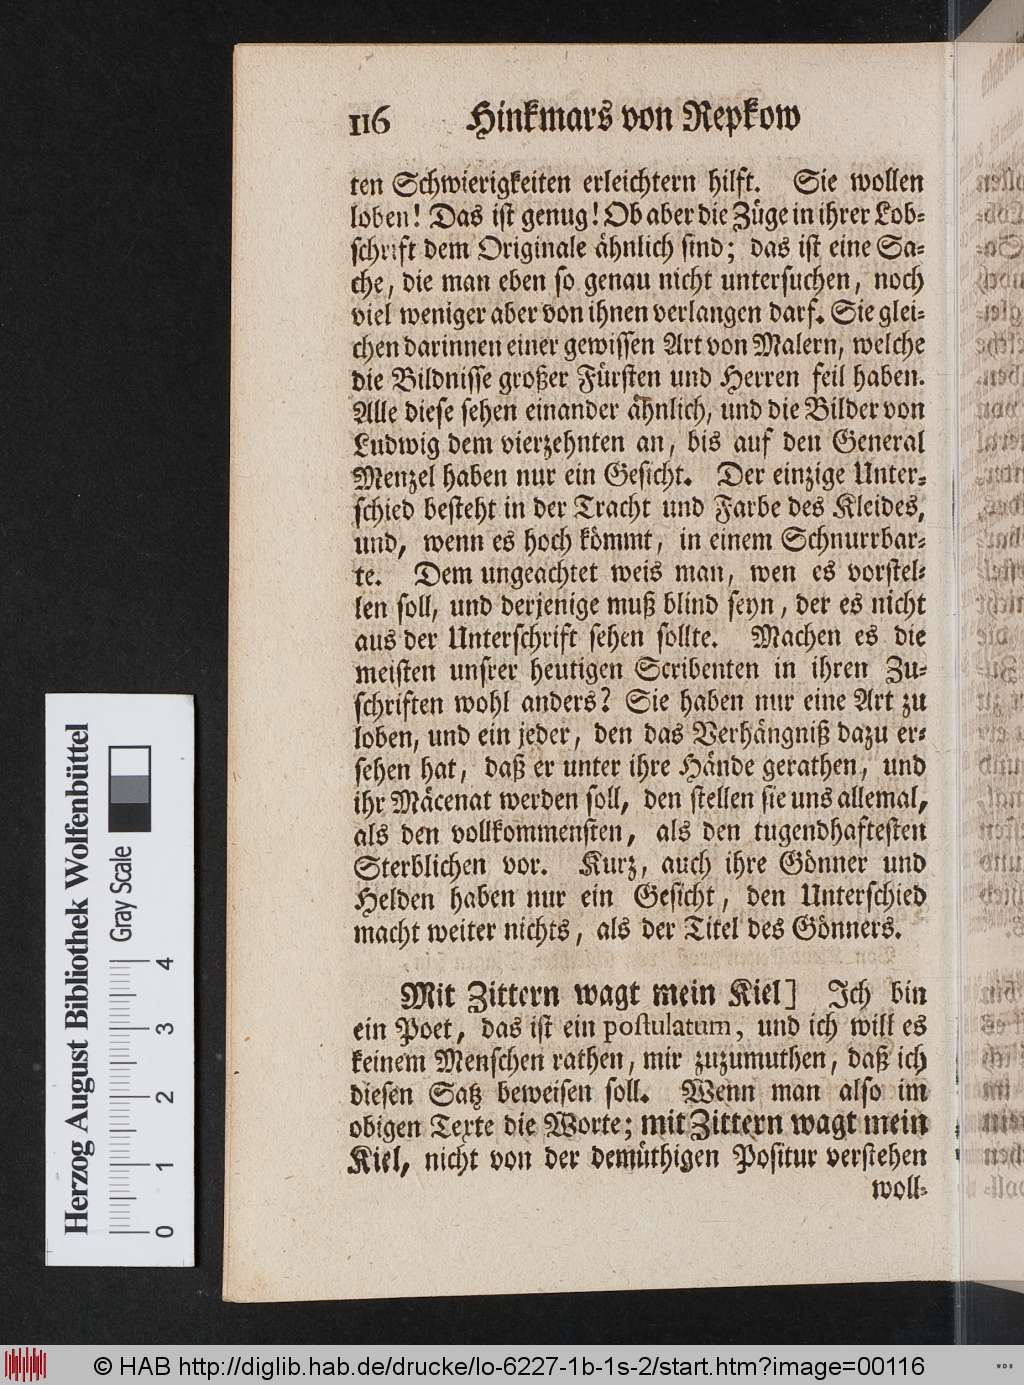 116 Hinkmars von Repkow
ten Schwierigkeiten erleichtern hilft. Sie wollen
loben! Das ist genug! Ob aber die Züge in ihrer Lob-
schrift dem Originale ähnlich sind; das ist eine Sa-
che, die man eben so genau nicht untersuchen, noch
viel weniger aber von ihnen verlangen darf. Sie glei-
chen darinnen einer gewissen Art von Malern, welche
die Bildnisse großer Fürsten und Herren feil haben.
Alle diese sehen einander ähnlich, und die Bilder von
Ludwig dem vierzehnten an, bis auf den General
Menzel haben nur ein Gesicht. Der einzige Unter-
schied besteht in der Tracht und Farbe des Kleides,
und, wenn es hoch kömmt, in einem Schnurrbar-
te. Dem ungeachtet weis man, wen es vorstel-
len soll, und derjenige muß blind seyn, der es nicht
aus der Unterschrift sehen sollte. Machen es die
meisten unsrer heutigen Scribenten in ihren Zu-
schriften wohl anders? Sie haben nur eine Art zu
loben, und ein jeder, den das Verhängniß dazu er-
sehen hat, daß er unter ihre Hände gerathen, und
ihr Mäcenat werden soll, den stellen sie uns allemal,
als den vollkommensten, als den tugendhaftesten
Sterblichen vor. Kurz, auch ihre Gönner und
Helden haben nur ein Gesicht, den Unterschied
macht weiter nichts, als der Titel des Gönners.
Mit Zittern wagt mein Kiel] Ich bin
ein Poet, das ist ein postulatum, und ich will es
keinem Menschen rathen, mir zuzumuthen, daß ich
diesen Satz beweisen soll. Wenn man also im
obigen Texte die Worte; mit Zittern wagt mein
Kiel, nicht von der demüthigen Positur verstehen
woll-
Herzog August Bibliothek Wolfenbüttel
Gray Scale
0 1 2 3 4
© HAB http://diglib.hab.de/drucke/lo-6227-1b-1s-2/start.htm?image=00116